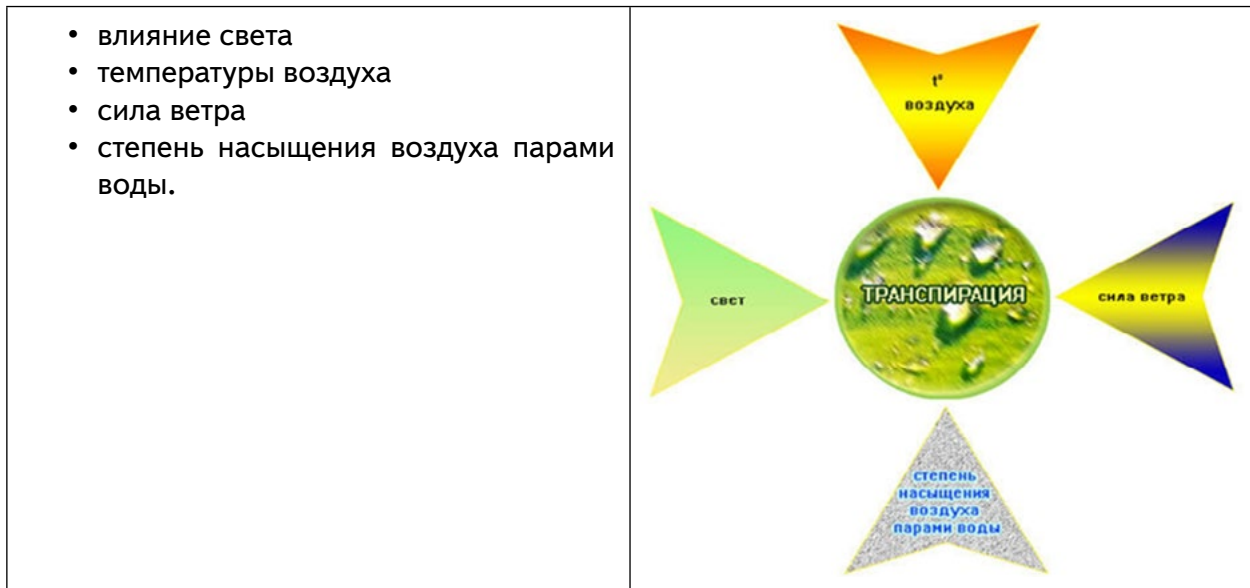 • влияние света
• температуры воздуха
• сила ветра
• степень насыщения воздуха парами
воды.
t°
воздуха
свет
ТРАНСПИРАЦИЯ
сила ветра
степень
насыщения
воздуха
парами воды